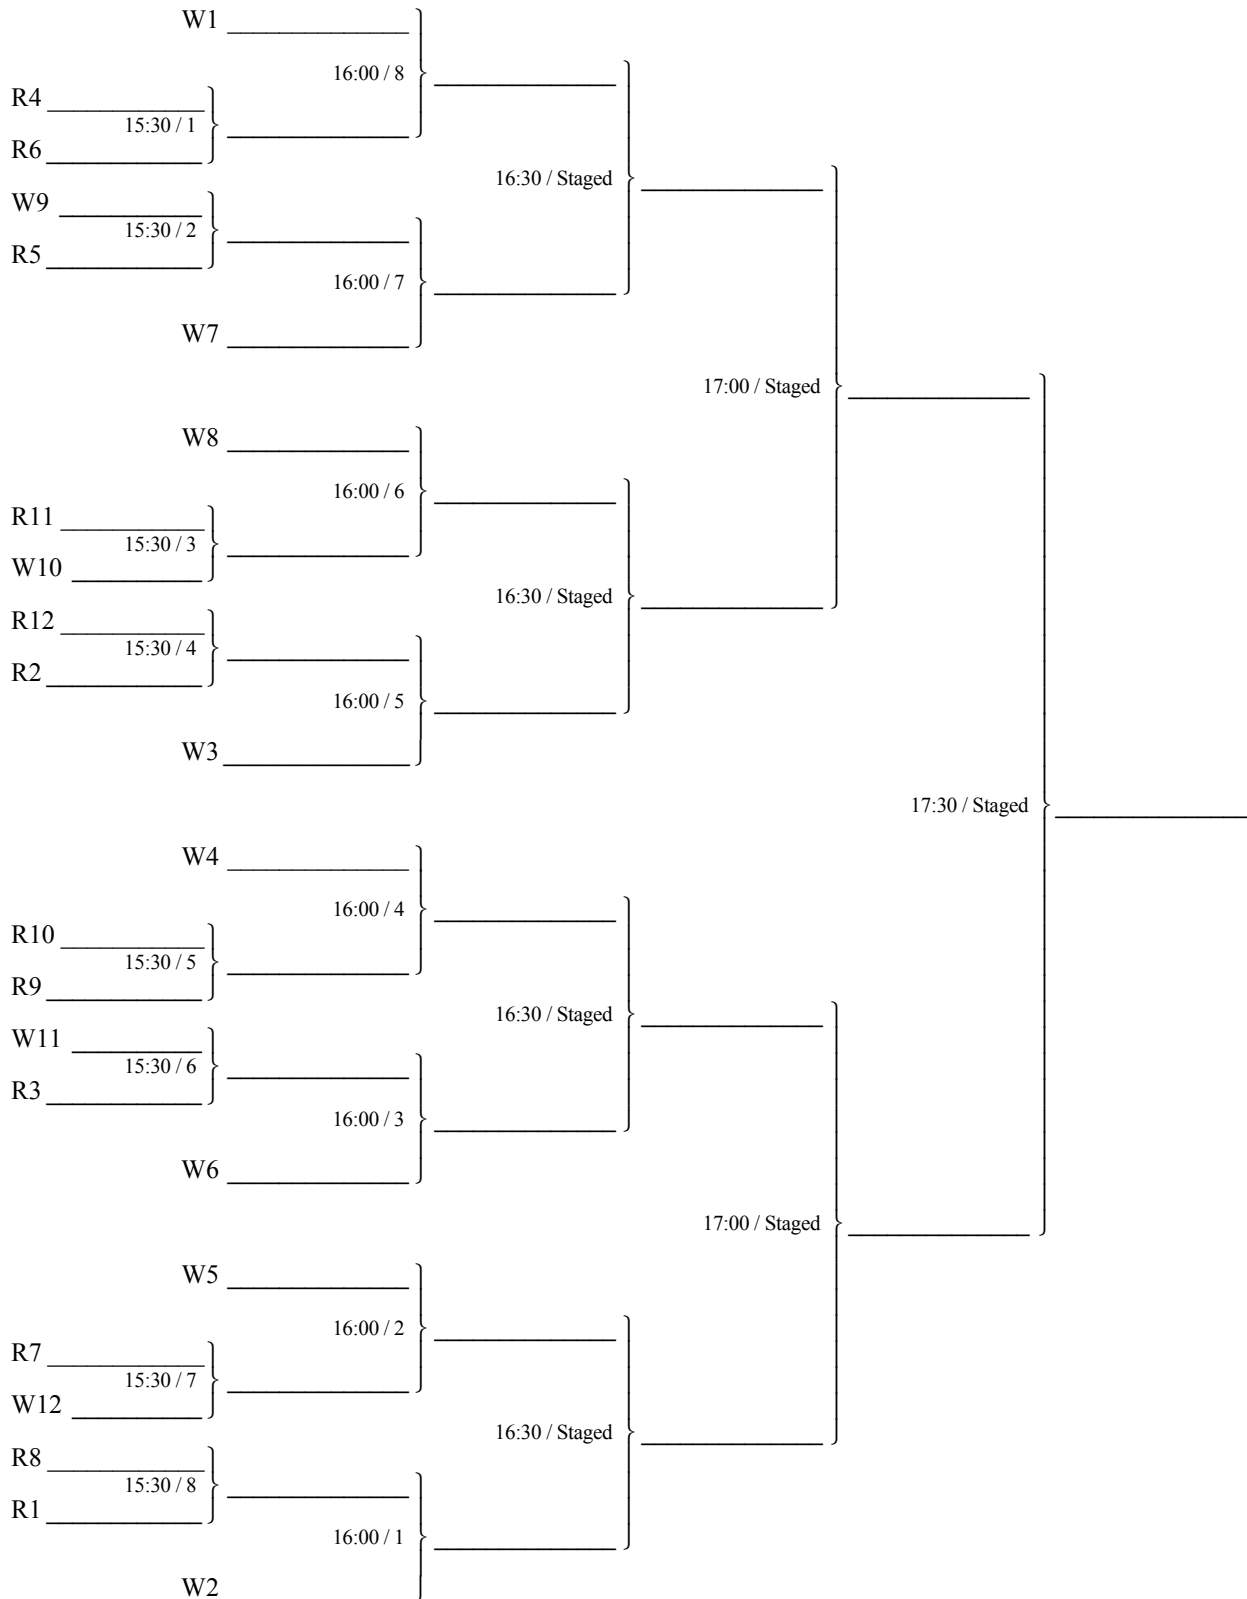 W1
16:00 / 8
R4
15:30 / 1
R6
16:30 / Staged
W9
15:30 / 2
R5
16:00 / 7
W7
17:00 / Staged
W8
16:00 / 6
R11
15:30 / 3
W10
16:30 / Staged
R12
15:30 / 4
R2
16:00 / 5
W3
17:30 / Staged
W4
16:00 / 4
R10
15:30 / 5
R9
16:30 / Staged
W11
15:30 / 6
R3
16:00 / 3
W6
17:00 / Staged
W5
16:00 / 2
R7
15:30 / 7
W12
16:30 / Staged
R8
15:30 / 8
R1
16:00 / 1
W2